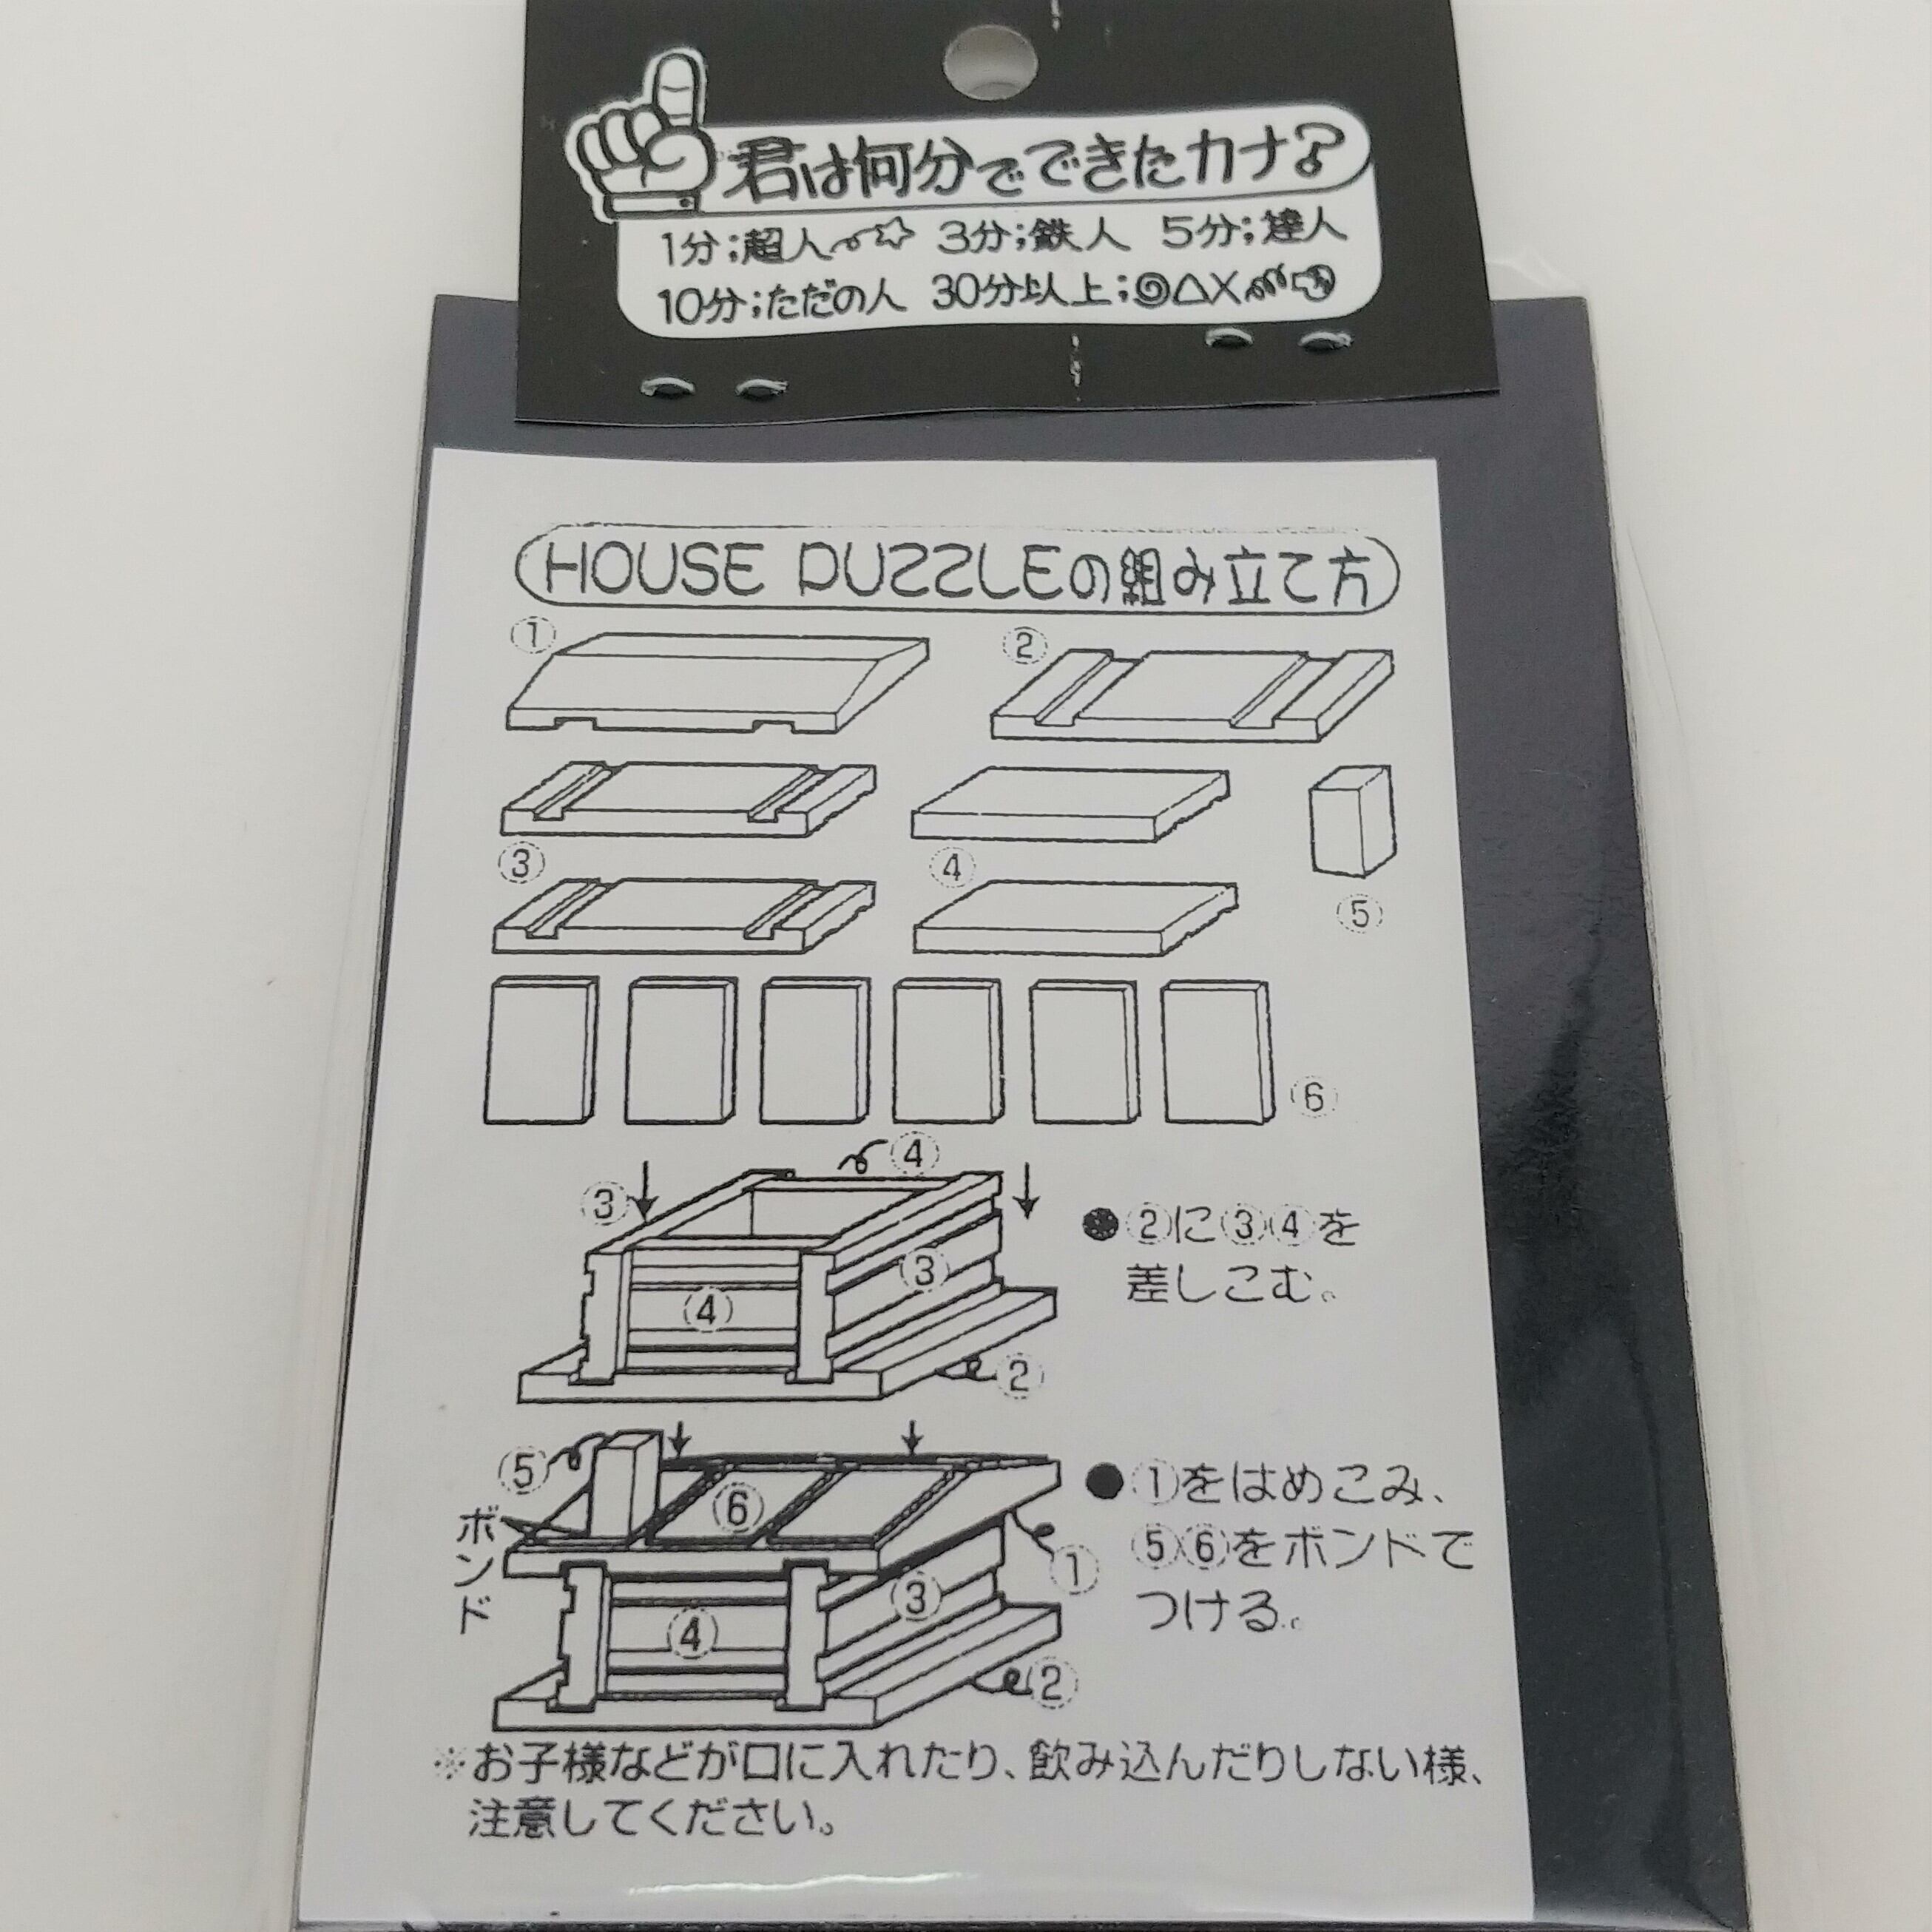 君は何分でできたカナ?
1分;超人 3分;鉄人 5分;達人
10分;ただの人 30分以上;◎△X
HOUSE PUZZLEの組み立て方
① ②
③ ④ ⑤
⑥
④
③
③
④
②
●②に③④を
差しこむ。
⑤
⑥
ボンド
①
③
④
②
●①をはめこみ、
⑤⑥をボンドで
つける。
※お子様などが口に入れたり、飲み込んだりしない様、
注意してください。